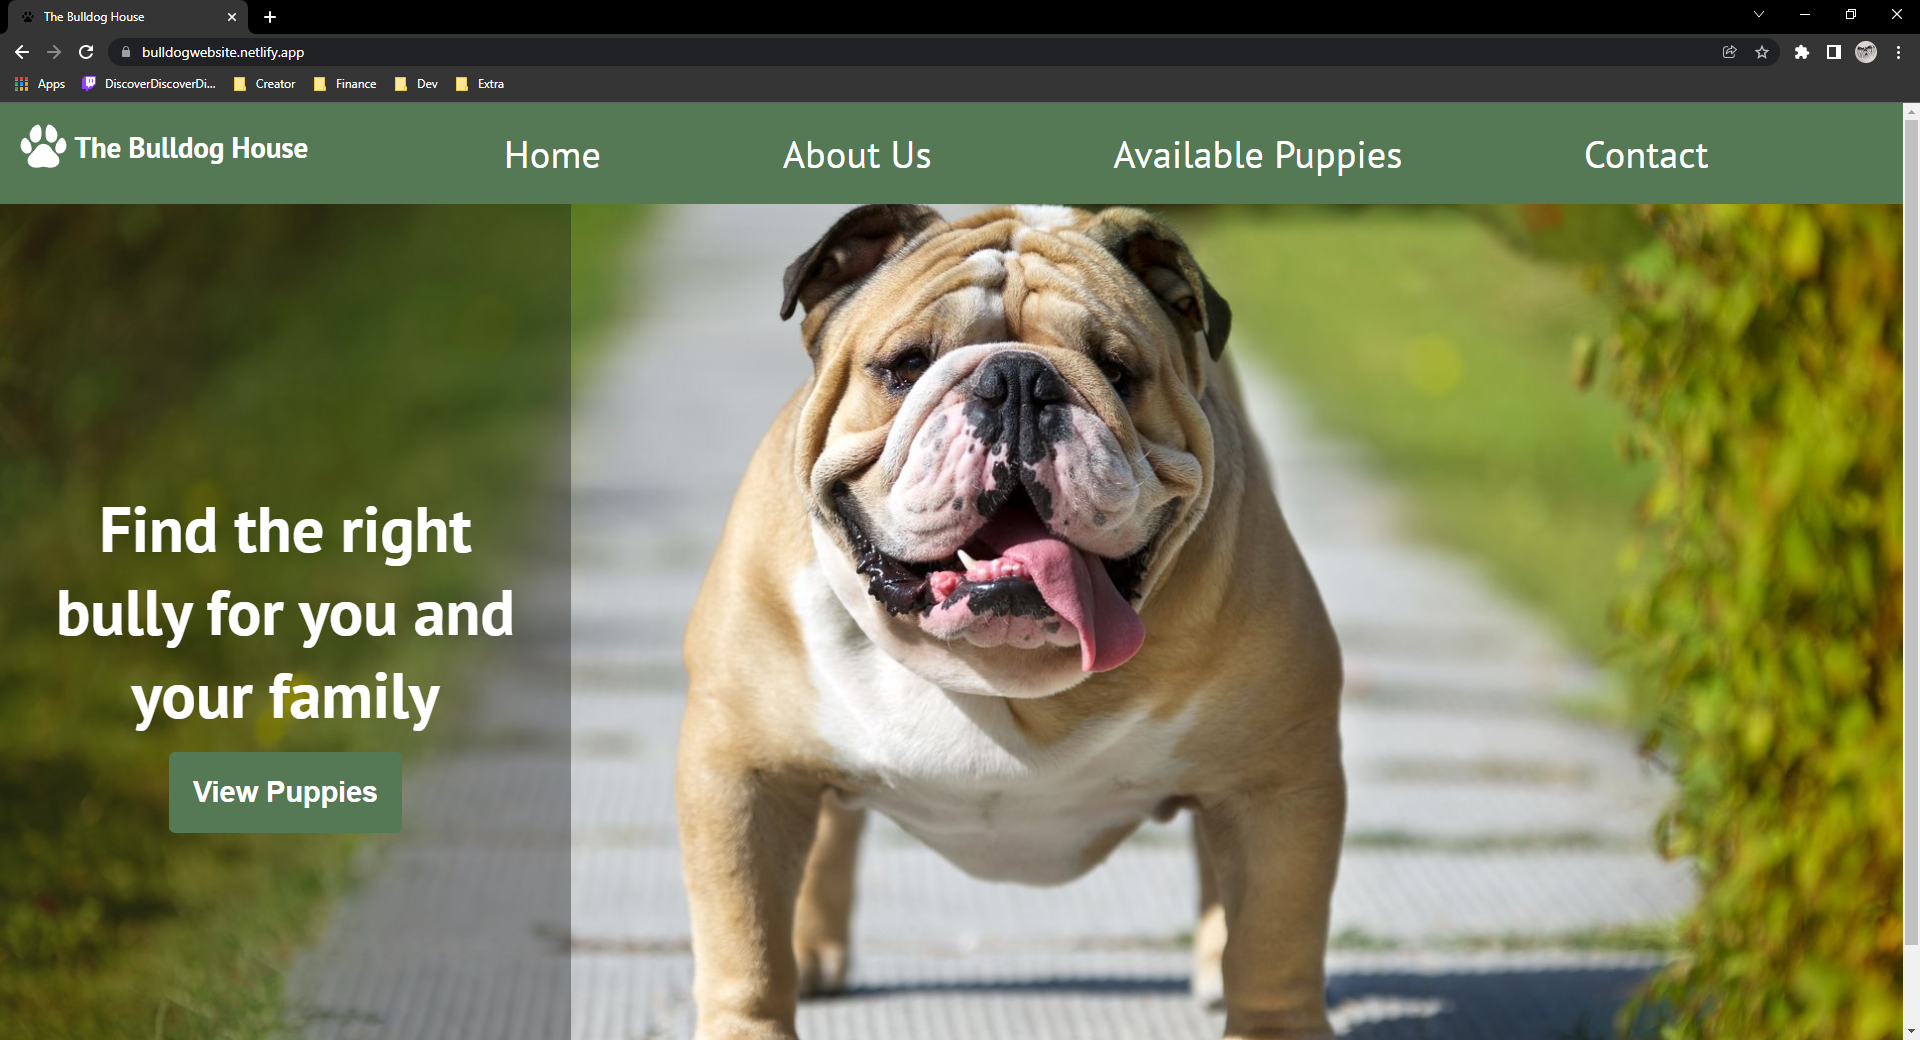 The Bulldog House
bulldogwebsite.netlify.app
Apps DiscoverDiscoverDi... Creator Finance Dev Extra
The Bulldog House Home About Us Available Puppies Contact
Find the right
bully for you and
your family
View Puppies